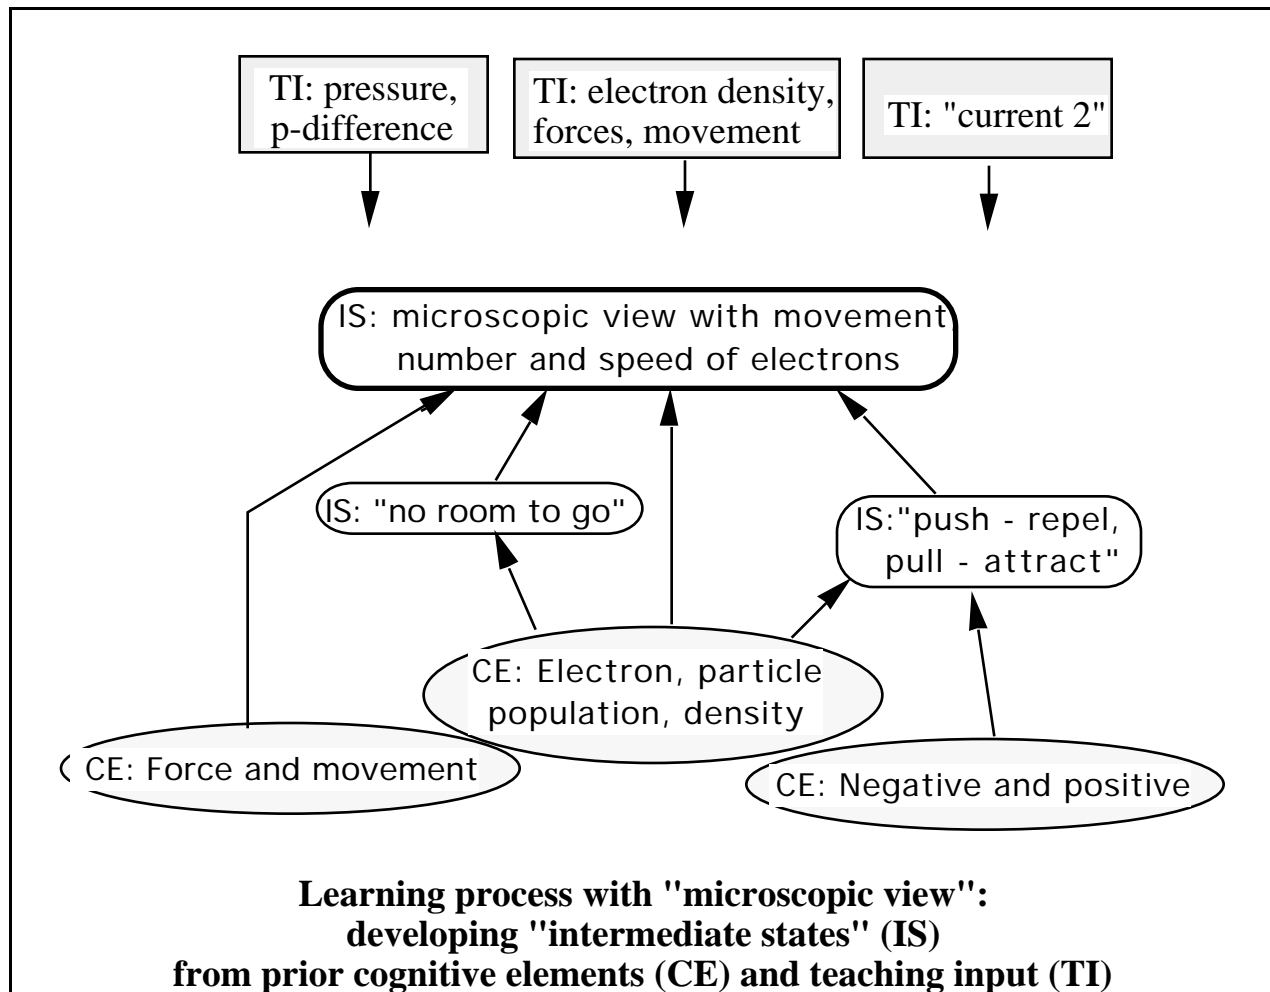 TI: pressure,
p-difference
TI: electron density,
forces, movement
TI: "current 2"
IS: microscopic view with movement,
number and speed of electrons
IS: "no room to go"
IS:"push - repel,
pull - attract"
CE: Electron, particle
population, density
CE: Force and movement
CE: Negative and positive
Learning process with "microscopic view":
developing "intermediate states" (IS)
from prior cognitive elements (CE) and teaching input (TI)